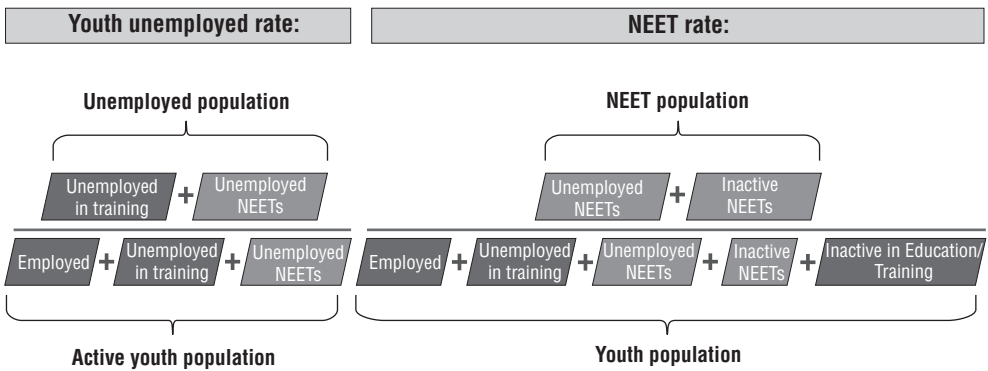 Youth unemployed rate:
Unemployed population
Unemployed
in training
+
Unemployed
NEETs
Employed
+
Unemployed
in training
+
Unemployed
NEETs
Active youth population
NEET rate:
NEET population
Unemployed
NEETs
+
Inactive
NEETs
Employed
+
Unemployed
in training
+
Unemployed
NEETs
+
Inactive
NEETs
+
Inactive in Education/
Training
Youth population